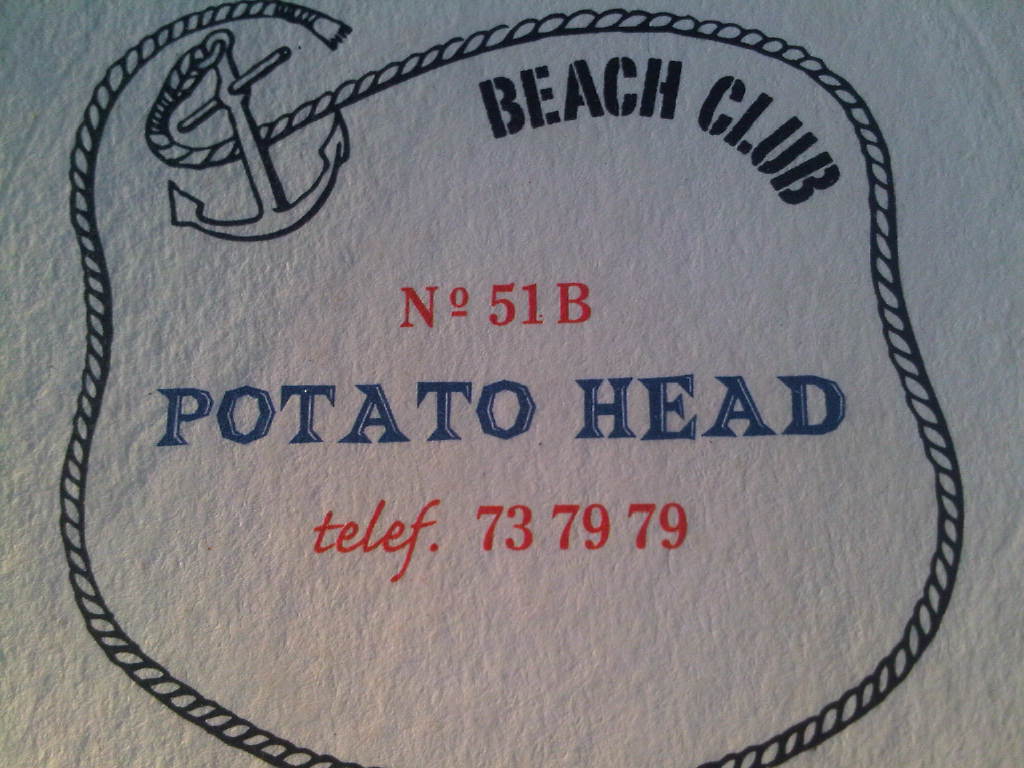 BEACH CLUB
Nº 51B
POTATO HEAD
telef. 73 79 79